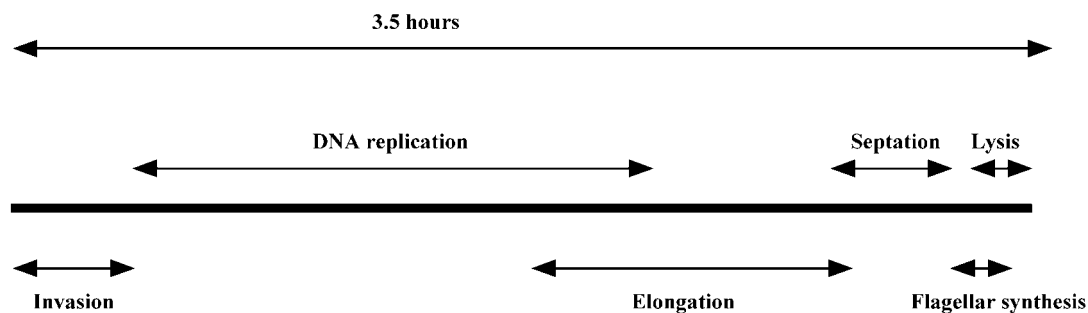 3.5 hours
DNA replication
Septation
Lysis
Invasion
Elongation
Flagellar synthesis